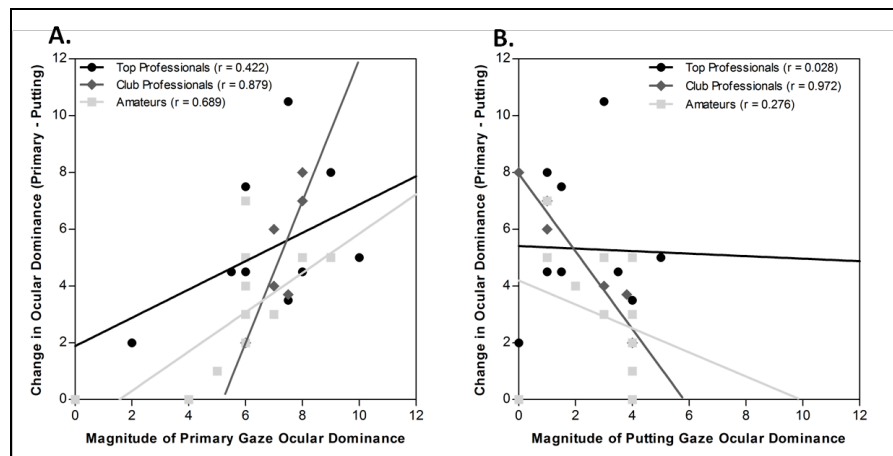 A.
Top Professionals (r = 0.422)
Club Professionals (r = 0.879)
Amateurs (r = 0.689)
Change in Ocular Dominance (Primary - Putting)
12
10
8
6
4
2
0
0 2 4 6 8 10 12
Magnitude of Primary Gaze Ocular Dominance
B.
Top Professionals (r = 0.028)
Club Professionals (r = 0.972)
Amateurs (r = 0.276)
Change in Ocular Dominance (Primary - Putting)
12
10
8
6
4
2
0
0 2 4 6 8 10 12
Magnitude of Putting Gaze Ocular Dominance